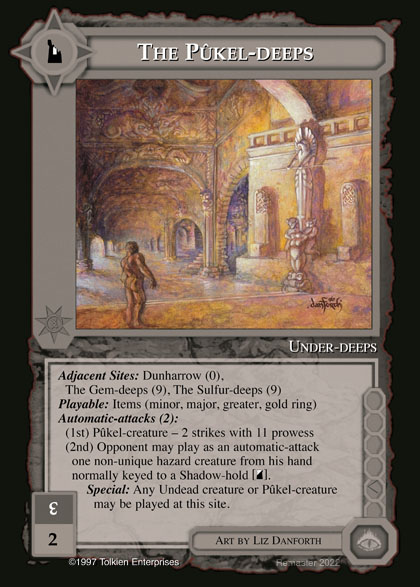 The Pûkel-deeps
danforth
Under-deeps
Adjacent Sites: Dunharrow (0),
The Gem-deeps (9), The Sulfur-deeps (9)
Playable: Items (minor, major, greater, gold ring)
Automatic-attacks (2):
(1st) Pûkel-creature – 2 strikes with 11 prowess
(2nd) Opponent may play as an automatic-attack
one non-unique hazard creature from his hand
normally keyed to a Shadow-hold [].
Special: Any Undead creature or Pûkel-creature
may be played at this site.
ε
2
Art by Liz Danforth
©1997 Tolkien Enterprises
Remaster 2022